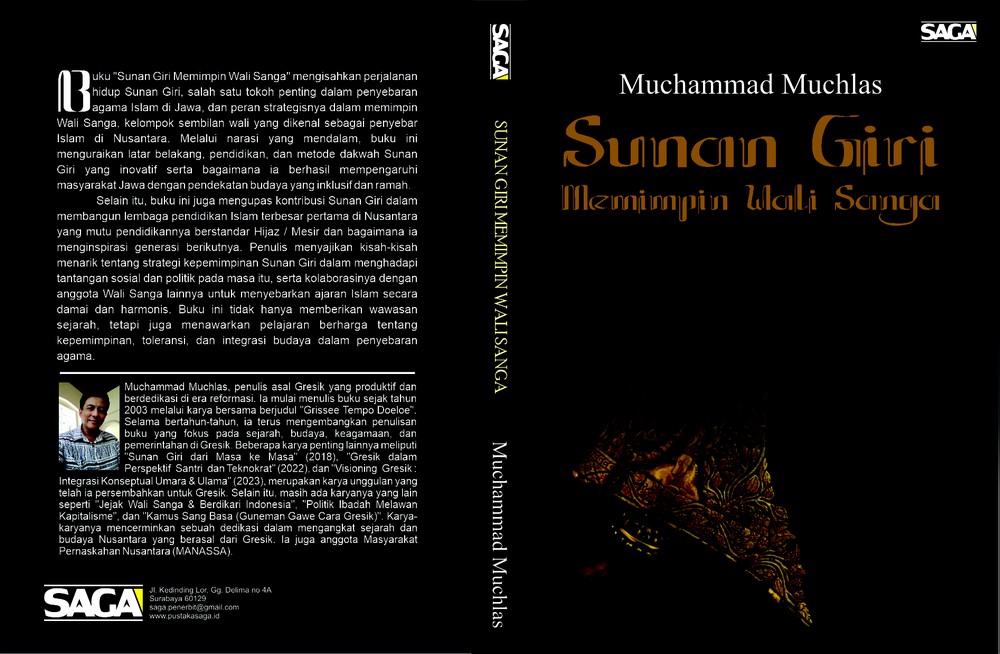 Buku "Sunan Giri Memimpin Wali Sanga" mengisahkan perjalanan
hidup Sunan Giri, salah satu tokoh penting dalam penyebaran
agama Islam di Jawa, dan peran strategisnya dalam memimpin
Wali Sanga, kelompok sembilan wali yang dikenal sebagai penyebar
Islam di Nusantara. Melalui narasi yang mendalam, buku ini
menguraikan latar belakang, pendidikan, dan metode dakwah Sunan
Giri yang inovatif serta bagaimana ia berhasil mempengaruhi
masyarakat Jawa dengan pendekatan budaya yang inklusif dan ramah.
Selain itu, buku ini juga mengupas kontribusi Sunan Giri dalam
membangun lembaga pendidikan Islam terbesar pertama di Nusantara
yang mutu pendidikannya berstandar Hijaz / Mesir dan bagaimana ia
menginspirasi generasi berikutnya. Penulis menyajikan kisah-kisah
menarik tentang strategi kepemimpinan Sunan Giri dalam menghadapi
tantangan sosial dan politik pada masa itu, serta kolaborasinya dengan
anggota Wali Sanga lainnya untuk menyebarkan ajaran Islam secara
damai dan harmonis. Buku ini tidak hanya memberikan wawasan
sejarah, tetapi juga menawarkan pelajaran berharga tentang
kepemimpinan, toleransi, dan integrasi budaya dalam penyebaran
agama.
Muchammad Muchlas, penulis asal Gresik yang produktif dan
berdedikasi di era reformasi. Ia mulai menulis buku sejak tahun
2003 melalui karya bersama berjudul "Grissee Tempo Doeloe".
Selama bertahun-tahun, ia terus mengembangkan penulisan
buku yang fokus pada sejarah, budaya, keagamaan, dan
pemerintahan di Gresik. Beberapa karya penting lainnya meliputi
"Sunan Giri dari Masa ke Masa" (2018), "Gresik dalam
Perspektif Santri dan Teknokrat" (2022), dan "Visioning Gresik :
Integrasi Konseptual Umara & Ulama" (2023), merupakan karya unggulan yang
telah ia persembahkan untuk Gresik. Selain itu, masih ada karyanya yang lain
seperti "Jejak Wali Sanga & Berdikari Indonesia", "Politik Ibadah Melawan
Kapitalisme", dan "Kamus Sang Basa (Guneman Gawe Cara Gresik)". Karya-
karyanya mencerminkan sebuah dedikasi dalam mengangkat sejarah dan
budaya Nusantara yang berasal dari Gresik. Ia juga anggota Masyarakat
Pernaskahan Nusantara (MANASSA).
SAGA
Jl. Kedinding Lor, Gg. Delima no 4A
Surabaya 60129
saga.penerbit@gmail.com
www.pustakasaga.id
SAGA
SUNAN GIRI MEMIMPIN WALI SANGA
Muchammad Muchlas
SAGA
Muchammad Muchlas
Sunan Giri
Memimpin Wali Sanga